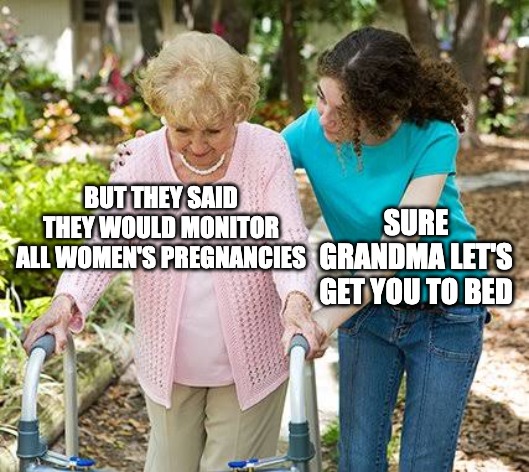 BUT THEY SAID
THEY WOULD MONITOR
ALL WOMEN'S PREGNANCIES
SURE
GRANDMA LET'S
GET YOU TO BED